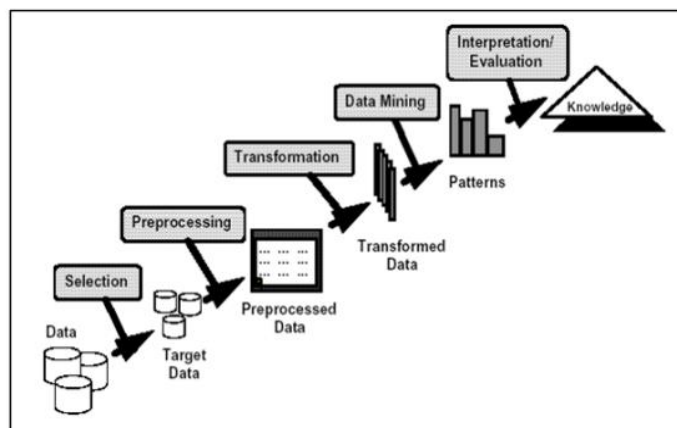 Interpretation/
Evaluation
Data Mining
Knowledge
Transformation
Patterns
Preprocessing
Transformed
Data
Selection
Preprocessed
Data
Data
Target
Data